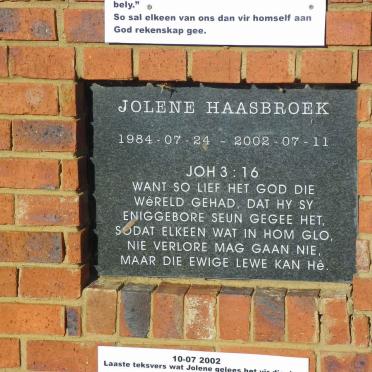 bely.”
So sal elkeen van ons dan vir homself aan
God rekenskap gee.
JOLENE HAASBROEK
1984-07-24 - 2002-07-11
JOH 3 : 16
WANT SO LIEF HET GOD DIE
WêRELD GEHAD, DAT HY SY
ENIGGEBORE SEUN GEGEE HET,
SODAT ELKEEN WAT IN HOM GLO,
NIE VERLORE MAG GAAN NIE,
MAAR DIE EWIGE LEWE KAN Hê.
10-07 2002
Laaste teksvers wat Jolene gelees het vir